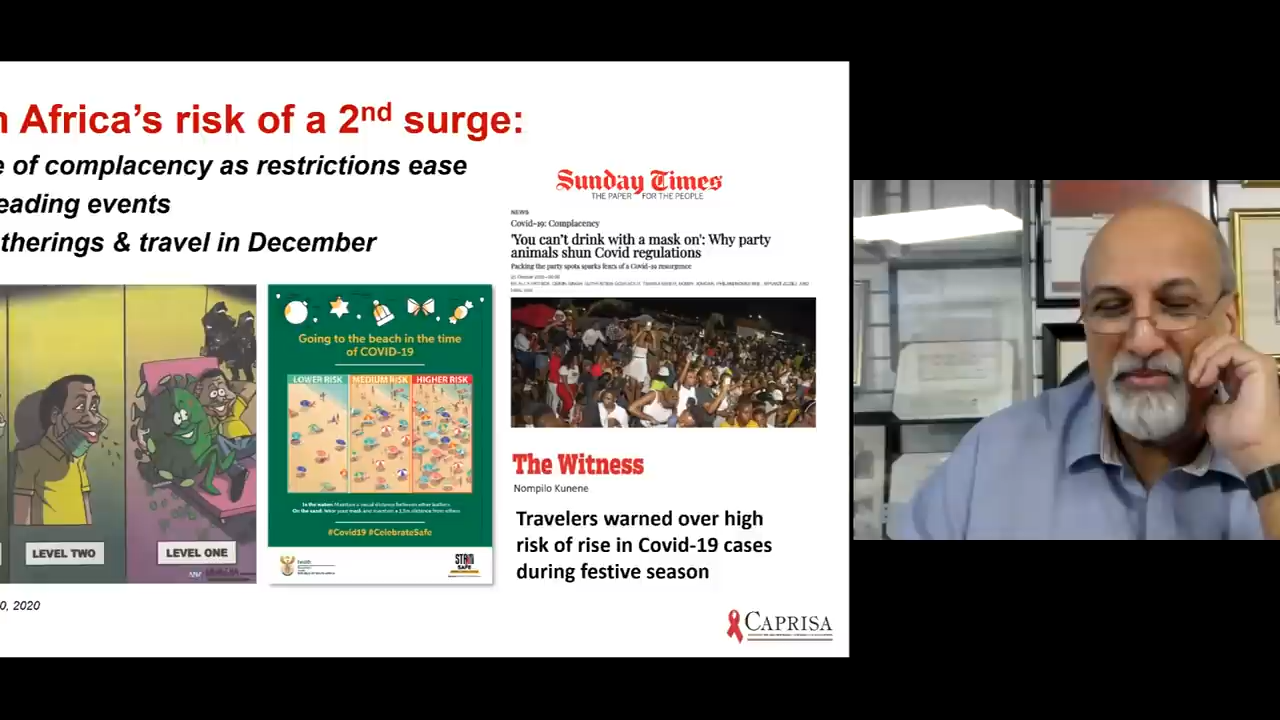 n Africa's risk of a 2nd surge:
e of complacency as restrictions ease
eading events
therings & travel in December
Sunday Times
THE PAPER FOR THE PEOPLE
NEWS
Covid-19: Complacency
'You can't drink with a mask on': Why party
animals shun Covid regulations
Packing the party spots sparks fears of a Covid-19 resurgence
Going to the beach in the time
of COVID-19
LOWER RISK
MEDIUM RISK
HIGHER RISK
#Covid19 #CelebrateSafe
health
STAY
SAFE
LEVEL TWO
LEVEL ONE
The Witness
Nompilo Kunene
Travelers warned over high
risk of rise in Covid-19 cases
during festive season
0, 2020
CAPRISA